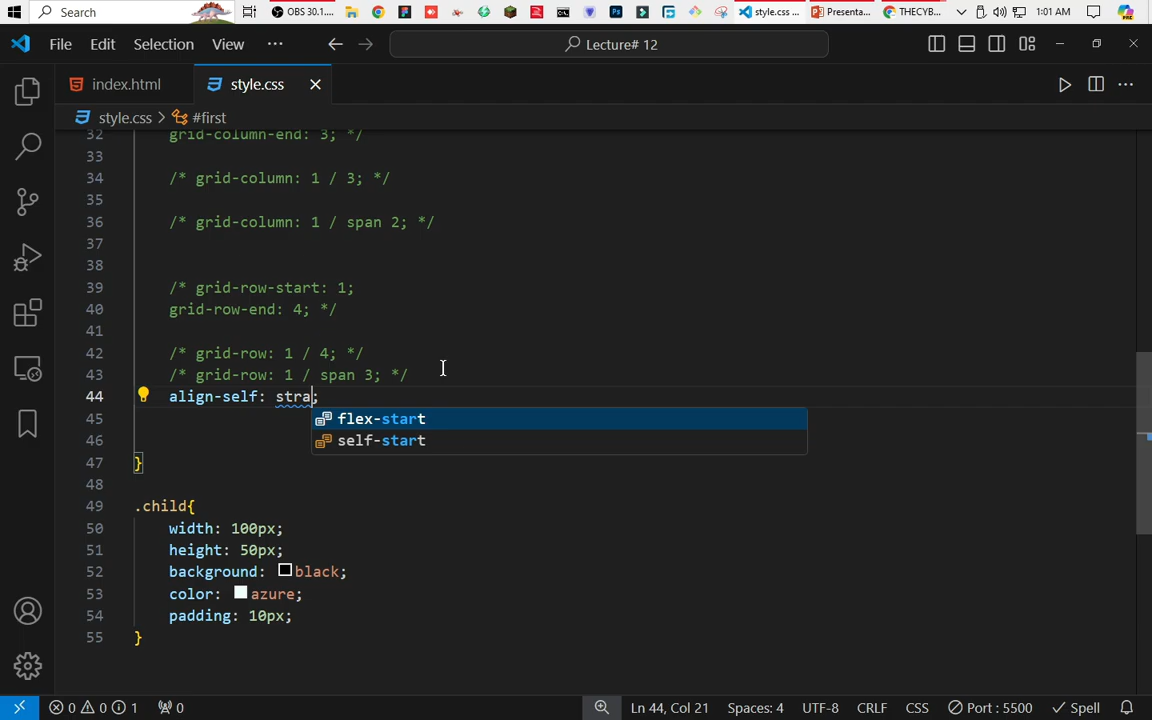 Search
OBS 30.1....
style.css ...
Presenta...
THECYB...
1:01 AM
File Edit Selection View ...
Lecture# 12
index.html
style.css
style.css > #first
32 grid-column-end: 3; */
33
34 /* grid-column: 1 / 3; */
35
36 /* grid-column: 1 / span 2; */
37
38
39 /* grid-row-start: 1;
40 grid-row-end: 4; */
41
42 /* grid-row: 1 / 4; */
43 /* grid-row: 1 / span 3; */
44 align-self: stra;
flex-start
45
self-start
46
47 }
48
49 .child{
50 width: 100px;
51 height: 50px;
52 background: black;
53 color: azure;
54 padding: 10px;
55 }
0 0 1 0 Ln 44, Col 21 Spaces: 4 UTF-8 CRLF CSS Port : 5500 Spell